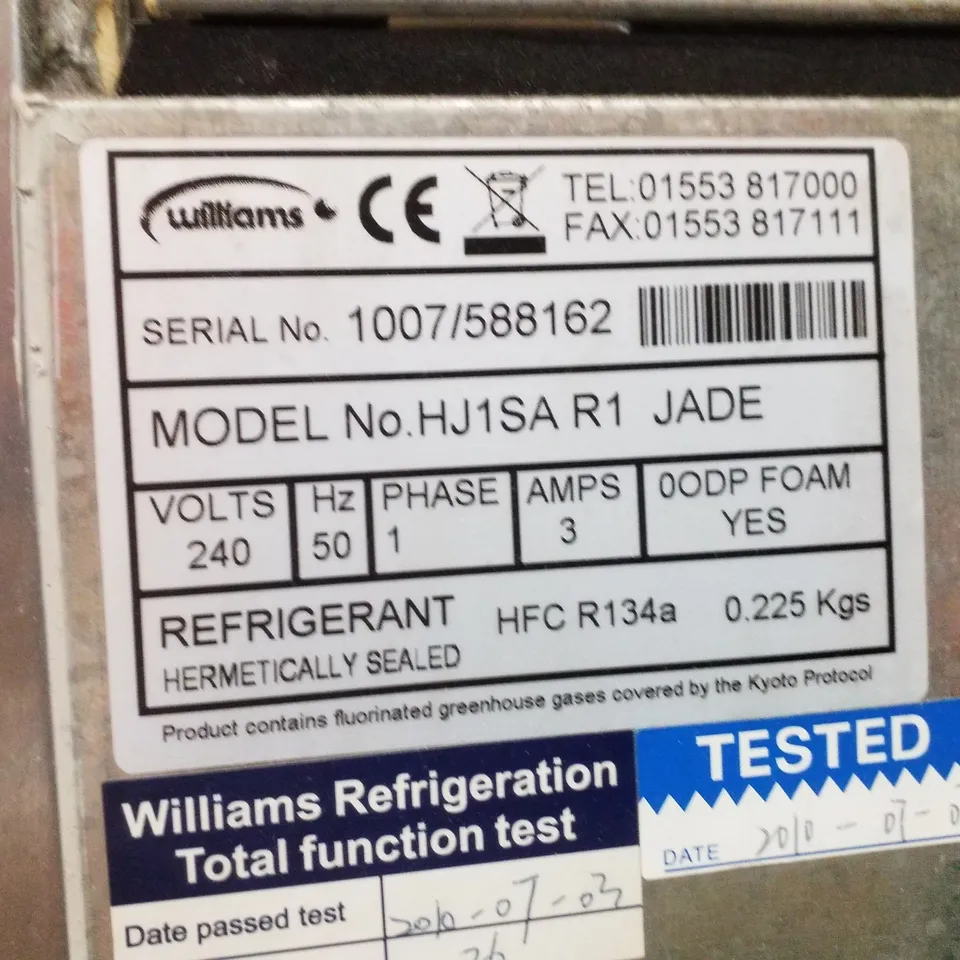 williams CE TEL:01553 817000
FAX:01553 817111
SERIAL No. 1007/588162
MODEL No.HJ1SA R1 JADE
VOLTS Hz PHASE AMPS 0ODP FOAM
240 50 1 3 YES
REFRIGERANT HFC R134a 0.225 Kgs
HERMETICALLY SEALED
Product contains fluorinated greenhouse gases covered by the Kyoto Protocol
Williams Refrigeration
Total function test
Date passed test 2010-07-03
TESTED
DATE 2010-07-0